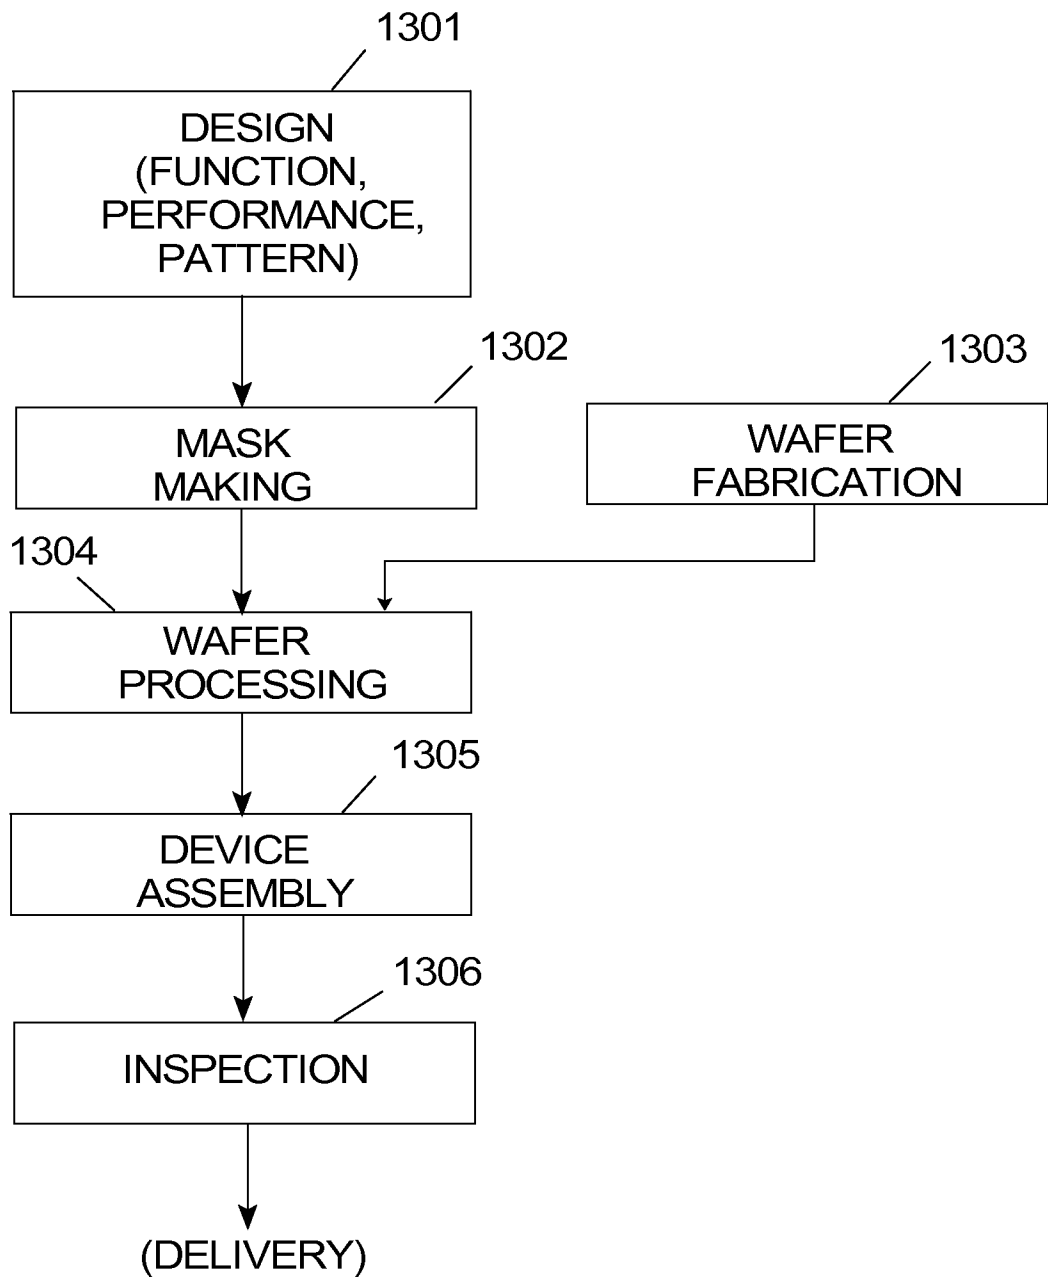 1301
DESIGN
(FUNCTION,
PERFORMANCE,
PATTERN)
1302
MASK
MAKING
1303
WAFER
FABRICATION
1304
WAFER
PROCESSING
1305
DEVICE
ASSEMBLY
1306
INSPECTION
(DELIVERY)